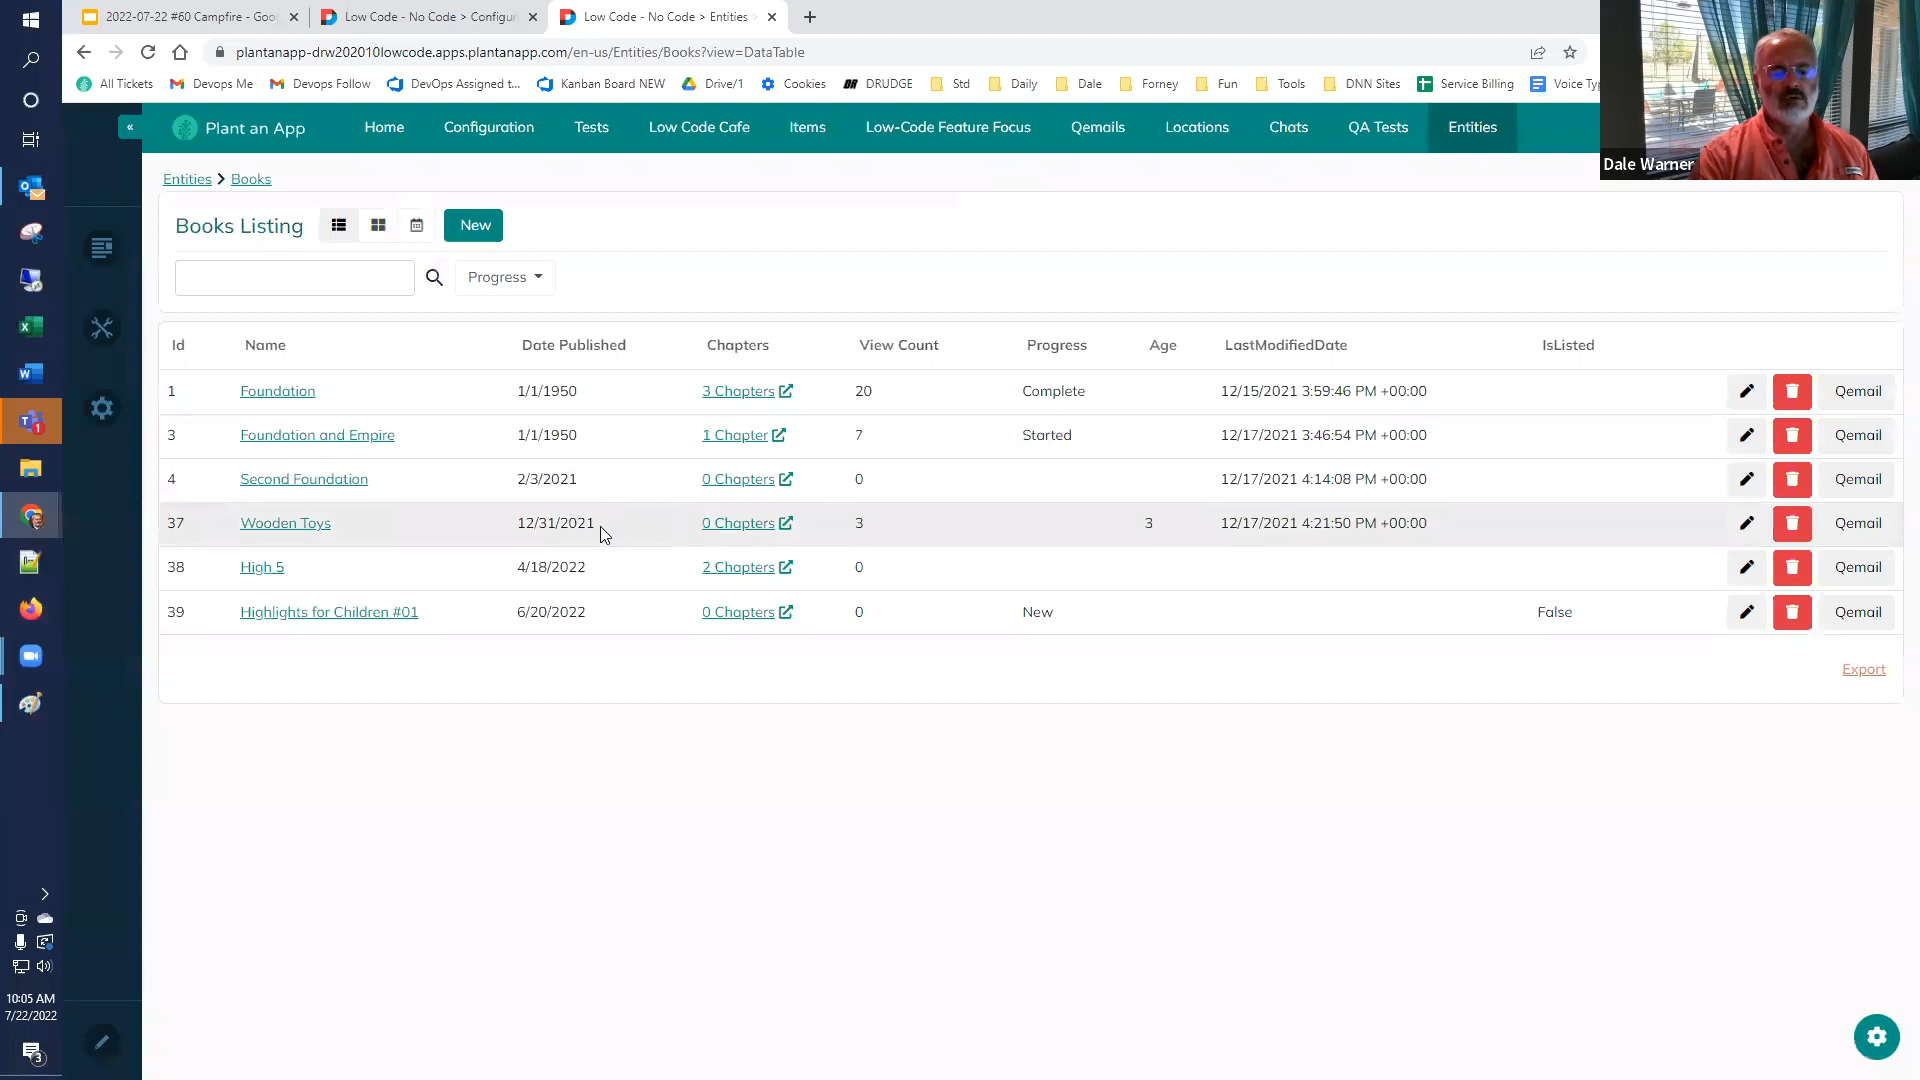 2022-07-22 #60 Campfire - Goo
Low Code - No Code > Configur
Low Code - No Code > Entities >
plantanapp-drw202010lowcode.apps.plantanapp.com/en-us/Entities/Books?view=DataTable
All Tickets Devops Me Devops Follow DevOps Assigned t... Kanban Board NEW Drive/1 Cookies DRUDGE Std Daily Dale Forney Fun Tools DNN Sites Service Billing Voice Typ
Plant an App Home Configuration Tests Low Code Cafe Items Low-Code Feature Focus Qemails Locations Chats QA Tests Entities
Dale Warner
Entities > Books
Books Listing New
Progress
Id Name Date Published Chapters View Count Progress Age LastModifiedDate IsListed
1 Foundation 1/1/1950 3 Chapters 20 Complete 12/15/2021 3:59:46 PM +00:00 Qemail
3 Foundation and Empire 1/1/1950 1 Chapter 7 Started 12/17/2021 3:46:54 PM +00:00 Qemail
4 Second Foundation 2/3/2021 0 Chapters 0 12/17/2021 4:14:08 PM +00:00 Qemail
37 Wooden Toys 12/31/2021 0 Chapters 3 3 12/17/2021 4:21:50 PM +00:00 Qemail
38 High 5 4/18/2022 2 Chapters 0 Qemail
39 Highlights for Children #01 6/20/2022 0 Chapters 0 New False Qemail
Export
10:05 AM
7/22/2022
3